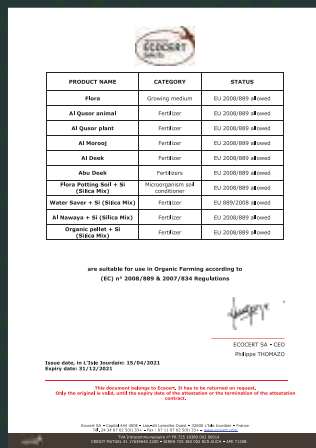 ECOCERT
PRODUCT NAME CATEGORY STATUS
Flora Growing medium EU 2008/889 allowed
Al Qusor animal Fertilizer EU 2008/889 allowed
Al Qusor plant Fertilizer EU 2008/889 allowed
Al Morooj Fertilizer EU 2008/889 allowed
Al Deek Fertilizer EU 2008/889 allowed
Abu Deek Fertilizers EU 2008/889 allowed
Flora Potting Soil + Si
(Silica Mix)
Microorganism soil
conditioner
EU 2008/889 allowed
Water Saver + Si (Silica Mix) Fertilizer EU 889/2008 allowed
Al Nawaya + Si (Silica Mix) Fertilizer EU 2008/889 allowed
Organic pellet + Si
(Silica Mix)
Fertilizer EU 2008/889 allowed
are suitable for use in Organic Farming according to
(EC) n° 2008/889 & 2007/834 Regulations
ECOCERT SA - CEO
Philippe THOMAZO
Issue date, in L'Isle Jourdain: 15/04/2021
Expiry date: 31/12/2021
This document belongs to Ecocert, it has to be returned on request.
Only the original is valid, until the expiry date of the attestation or the termination of the attestation
contract.